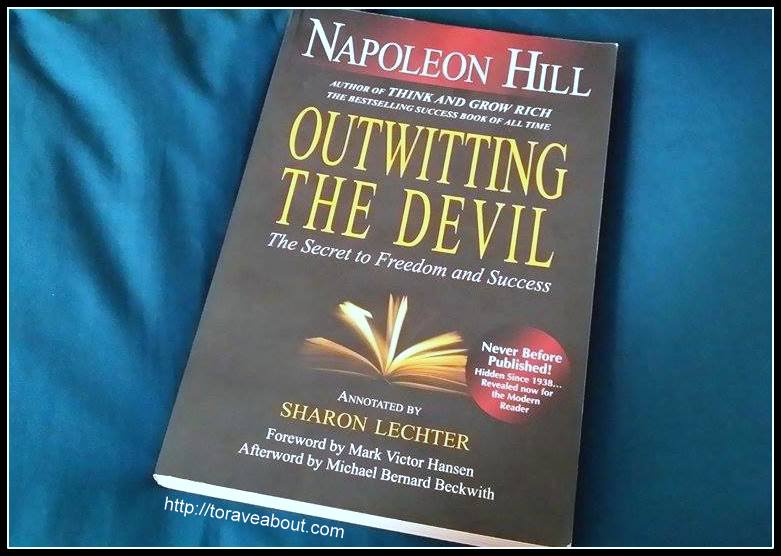 NAPOLEON HILL
AUTHOR OF THINK AND GROW RICH
THE BESTSELLING SUCCESS BOOK OF ALL TIME
OUTWITTING
THE DEVIL
The Secret to Freedom and Success
Never Before
Published!
Hidden Since 1938...
Revealed now for
the Modern
Reader
ANNOTATED BY
SHARON LECHTER
Foreword by Mark Victor Hansen
Afterword by Michael Bernard Beckwith
http://toraveabout.com